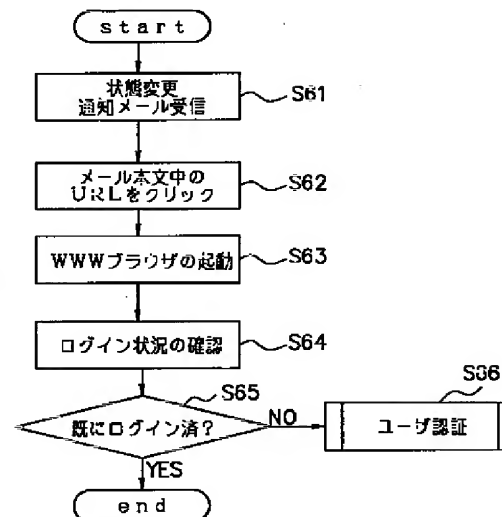 start
状態変更
通知メール受信
S61
メール本文中の
URLをクリック
S62
WWWブラウザの起動
S63
ログイン状況の確認
S64
S65
既にログイン済?
NO
S66
ユーザ認証
YES
end